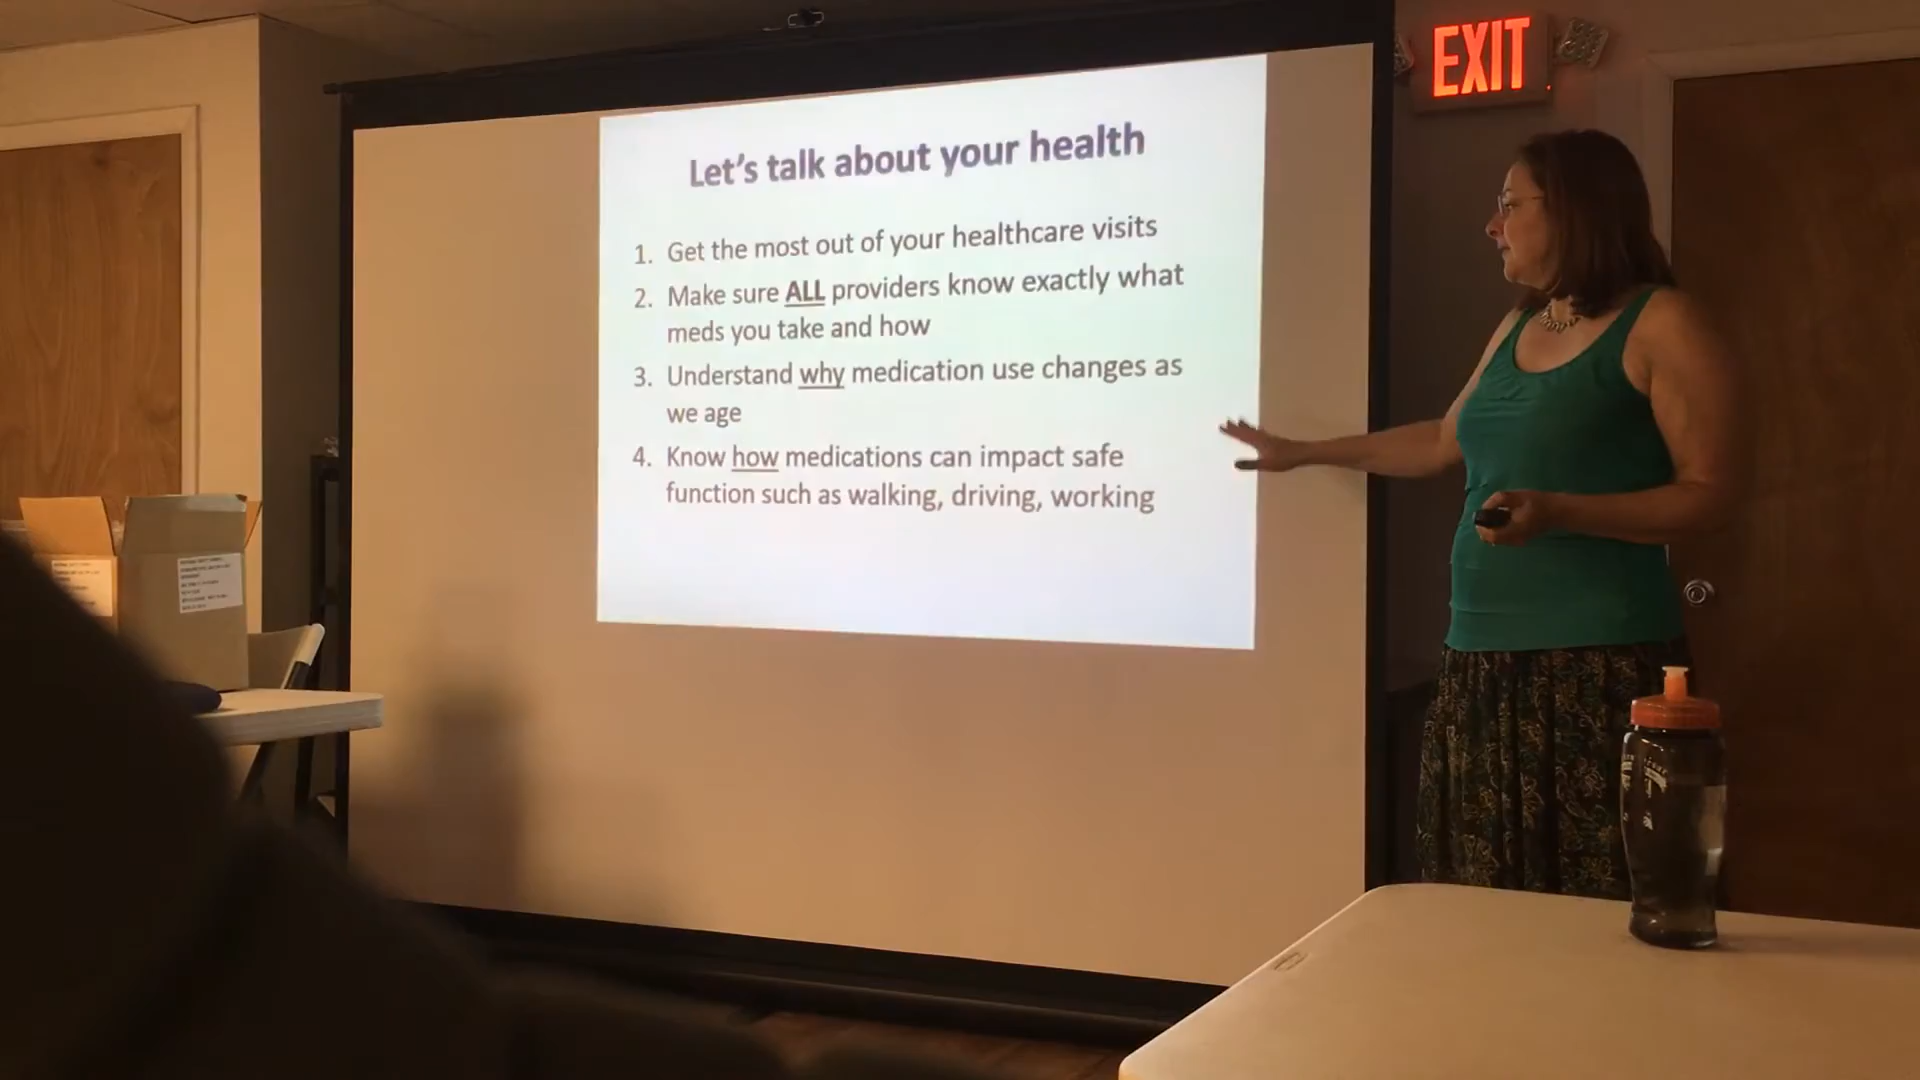 EXIT
Let's talk about your health
1. Get the most out of your healthcare visits
2. Make sure ALL providers know exactly what
meds you take and how
3. Understand why medication use changes as
we age
4. Know how medications can impact safe
function such as walking, driving, working